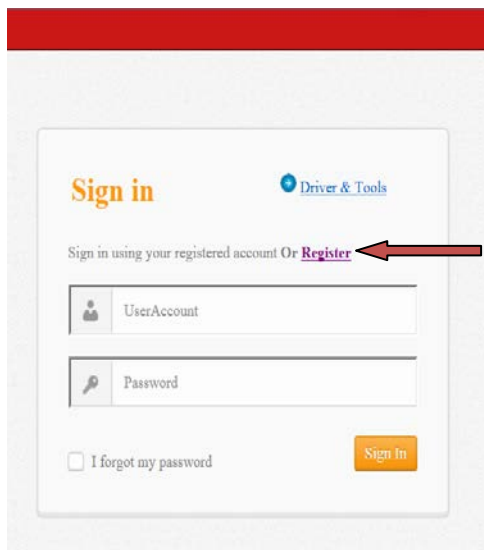 Sign in
Driver & Tools
Sign in using your registered account Or Register
UserAccount
Password
I forgot my password
Sign In